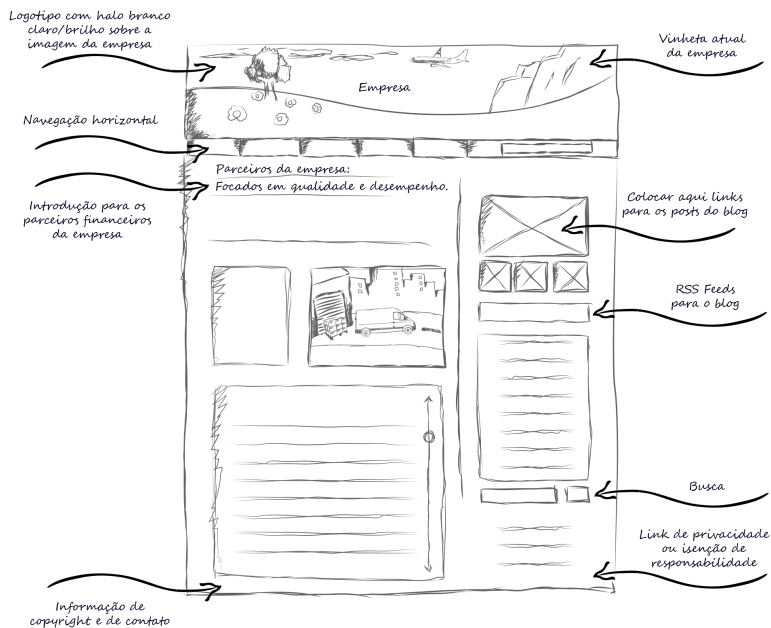 Logotipo com halo branco
claro/brilho sobre a
imagem da empresa
Vinheta atual
da empresa
Empresa
Navegação horizontal
Parceiros da empresa:
Focados em qualidade e desempenho.
Introdução para os
parceiros financeiros
da empresa
Colocar aqui links
para os posts do blog
RSS Feeds
para o blog
Busca
Link de privacidade
ou isenção de
responsabilidade
Informação de
copyright e de contato